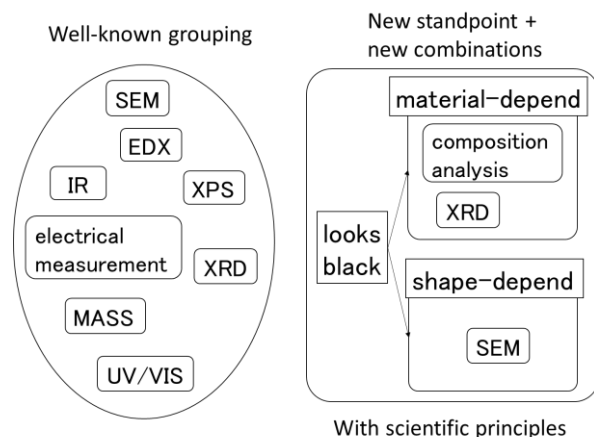 Well-known grouping
SEM
EDX
IR
XPS
electrical
measurement
XRD
MASS
UV/VIS
New standpoint +
new combinations
material-depend
composition
analysis
XRD
looks
black
shape-depend
SEM
With scientific principles